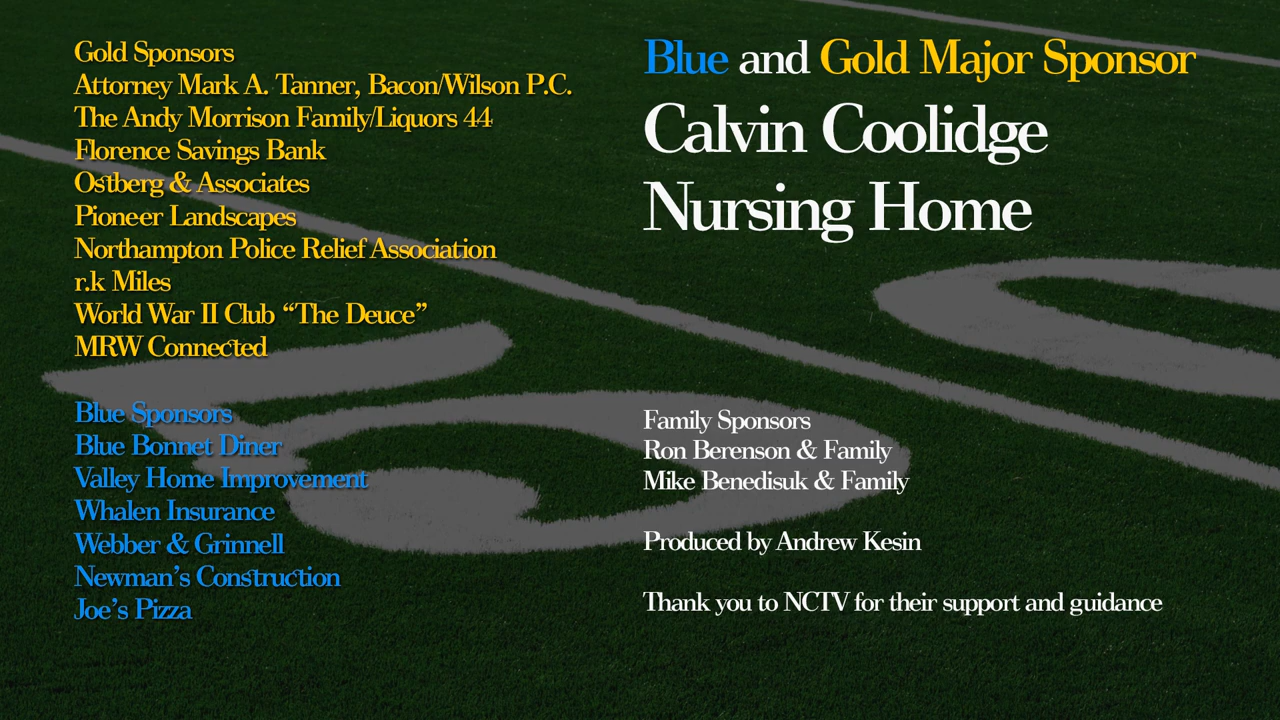 Gold Sponsors
Attorney Mark A. Tanner, Bacon/Wilson P.C.
The Andy Morrison Family/Liquors 44
Florence Savings Bank
Ostberg & Associates
Pioneer Landscapes
Northampton Police Relief Association
r.k Miles
World War II Club “The Deuce”
MRW Connected
Blue Sponsors
Blue Bonnet Diner
Valley Home Improvement
Whalen Insurance
Webber & Grinnell
Newman’s Construction
Joe’s Pizza
Blue and Gold Major Sponsor
Calvin Coolidge
Nursing Home
Family Sponsors
Ron Berenson & Family
Mike Benedisuk & Family
Produced by Andrew Kesin
Thank you to NCTV for their support and guidance